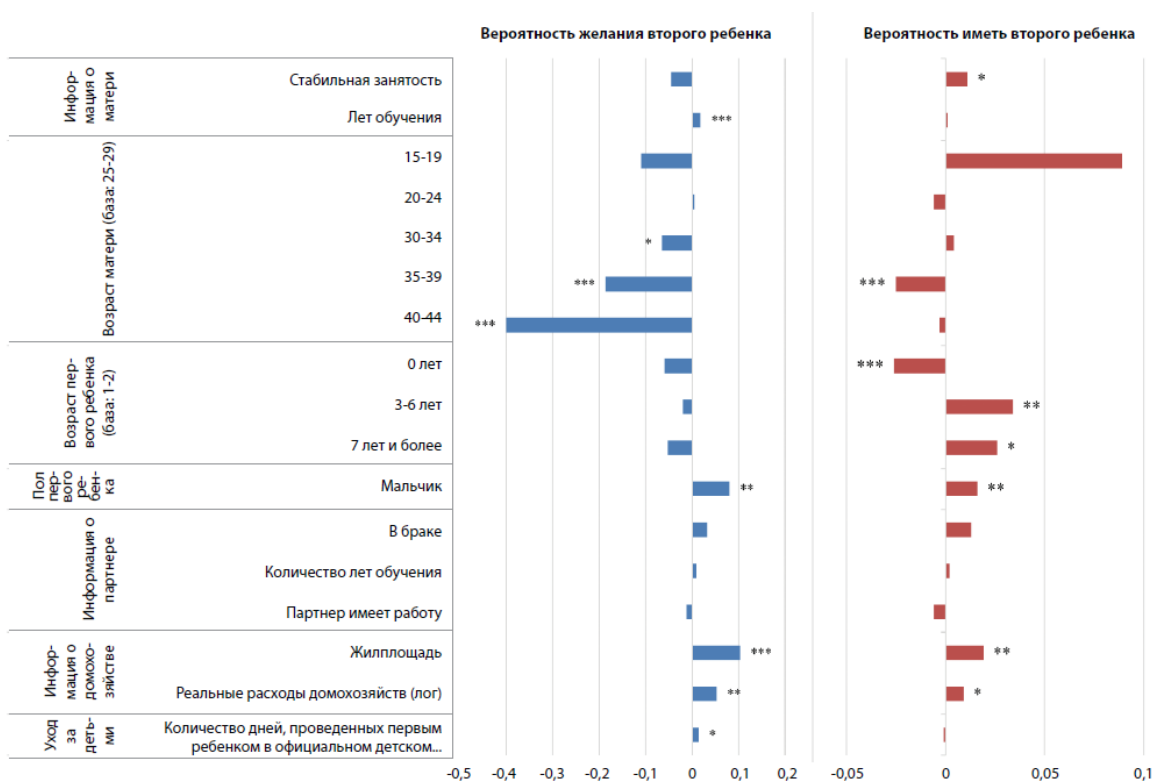 Вероятность желания второго ребенка
Вероятность иметь второго ребенка
Инфор-
мация о
матери
Стабильная занятость
*
Лет обучения
***
Возраст матери (база: 25-29)
15-19
20-24
30-34
*
35-39
***
***
40-44
***
Возраст пер-
вого ребенка
(база: 1-2)
0 лет
***
3-6 лет
**
7 лет и более
*
Пол
пер-
вого
ре-
бен-
ка
Мальчик
**
**
Информация о
партнере
В браке
Количество лет обучения
Партнер имеет работу
Инфор-
мация о
домохо-
зяйстве
Жилплощадь
***
**
Реальные расходы домохозяйств (лог)
**
*
Уход
за
деть-
ми
Количество дней, проведенных первым
ребенком в официальном детском...
*
-0,5 -0,4 -0,3 -0,2 -0,1 0 0,1 0,2
-0,05 0 0,05 0,1